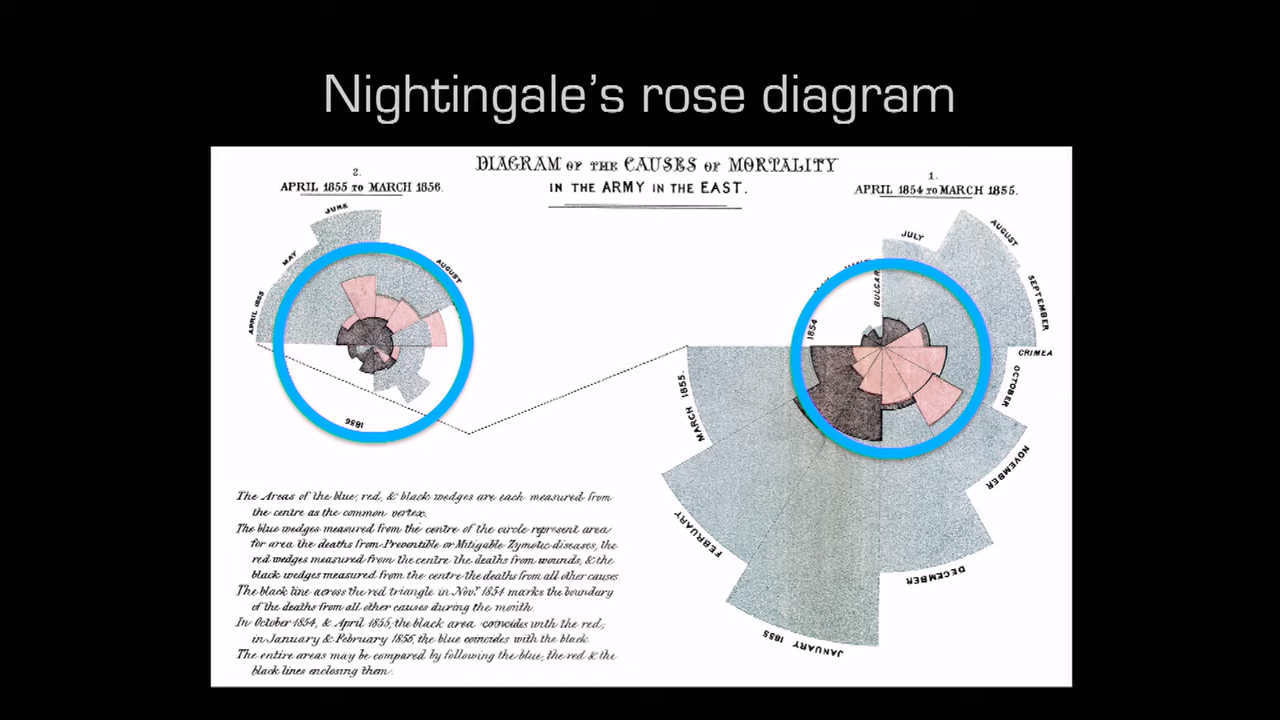 Nightingale's rose diagram
DIAGRAM OF THE CAUSES OF MORTALITY
IN THE ARMY IN THE EAST.
2.
APRIL 1855 TO MARCH 1856.
1.
APRIL 1854 TO MARCH 1855.
JUNE
MAY
AUGUST
APRIL 1855
1856
JULY
AUGUST
SEPTEMBER
BULGAR
1854
CRIMEA
OCTOBER
NOVEMBER
DECEMBER
JANUARY 1855
FEBRUARY
MARCH 1855.
The Areas of the blue, red, & black wedges are each measured from
the centre as the common vertex.
The blue wedges measured from the centre of the circle represent area
for area the deaths from Preventible or Mitigable Zymotic diseases, the
red wedges measured from the centre the deaths from wounds, & the
black wedges measured from the centre the deaths from all other causes.
The black line across the red triangle in Novr. 1854 marks the boundary
of the deaths from all other causes during the month.
In October 1854, & April 1855, the black area coincides with the red;
in January & February 1856, the blue coincides with the black.
The entire areas may be compared by following the blue, the red & the
black lines enclosing them.